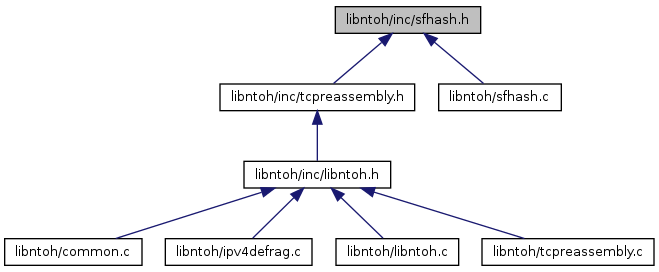 libntoh/inc/sfhash.h
libntoh/inc/tcpreassembly.h
libntoh/sfhash.c
libntoh/inc/libntoh.h
libntoh/common.c
libntoh/ipv4defrag.c
libntoh/libntoh.c
libntoh/tcpreassembly.c